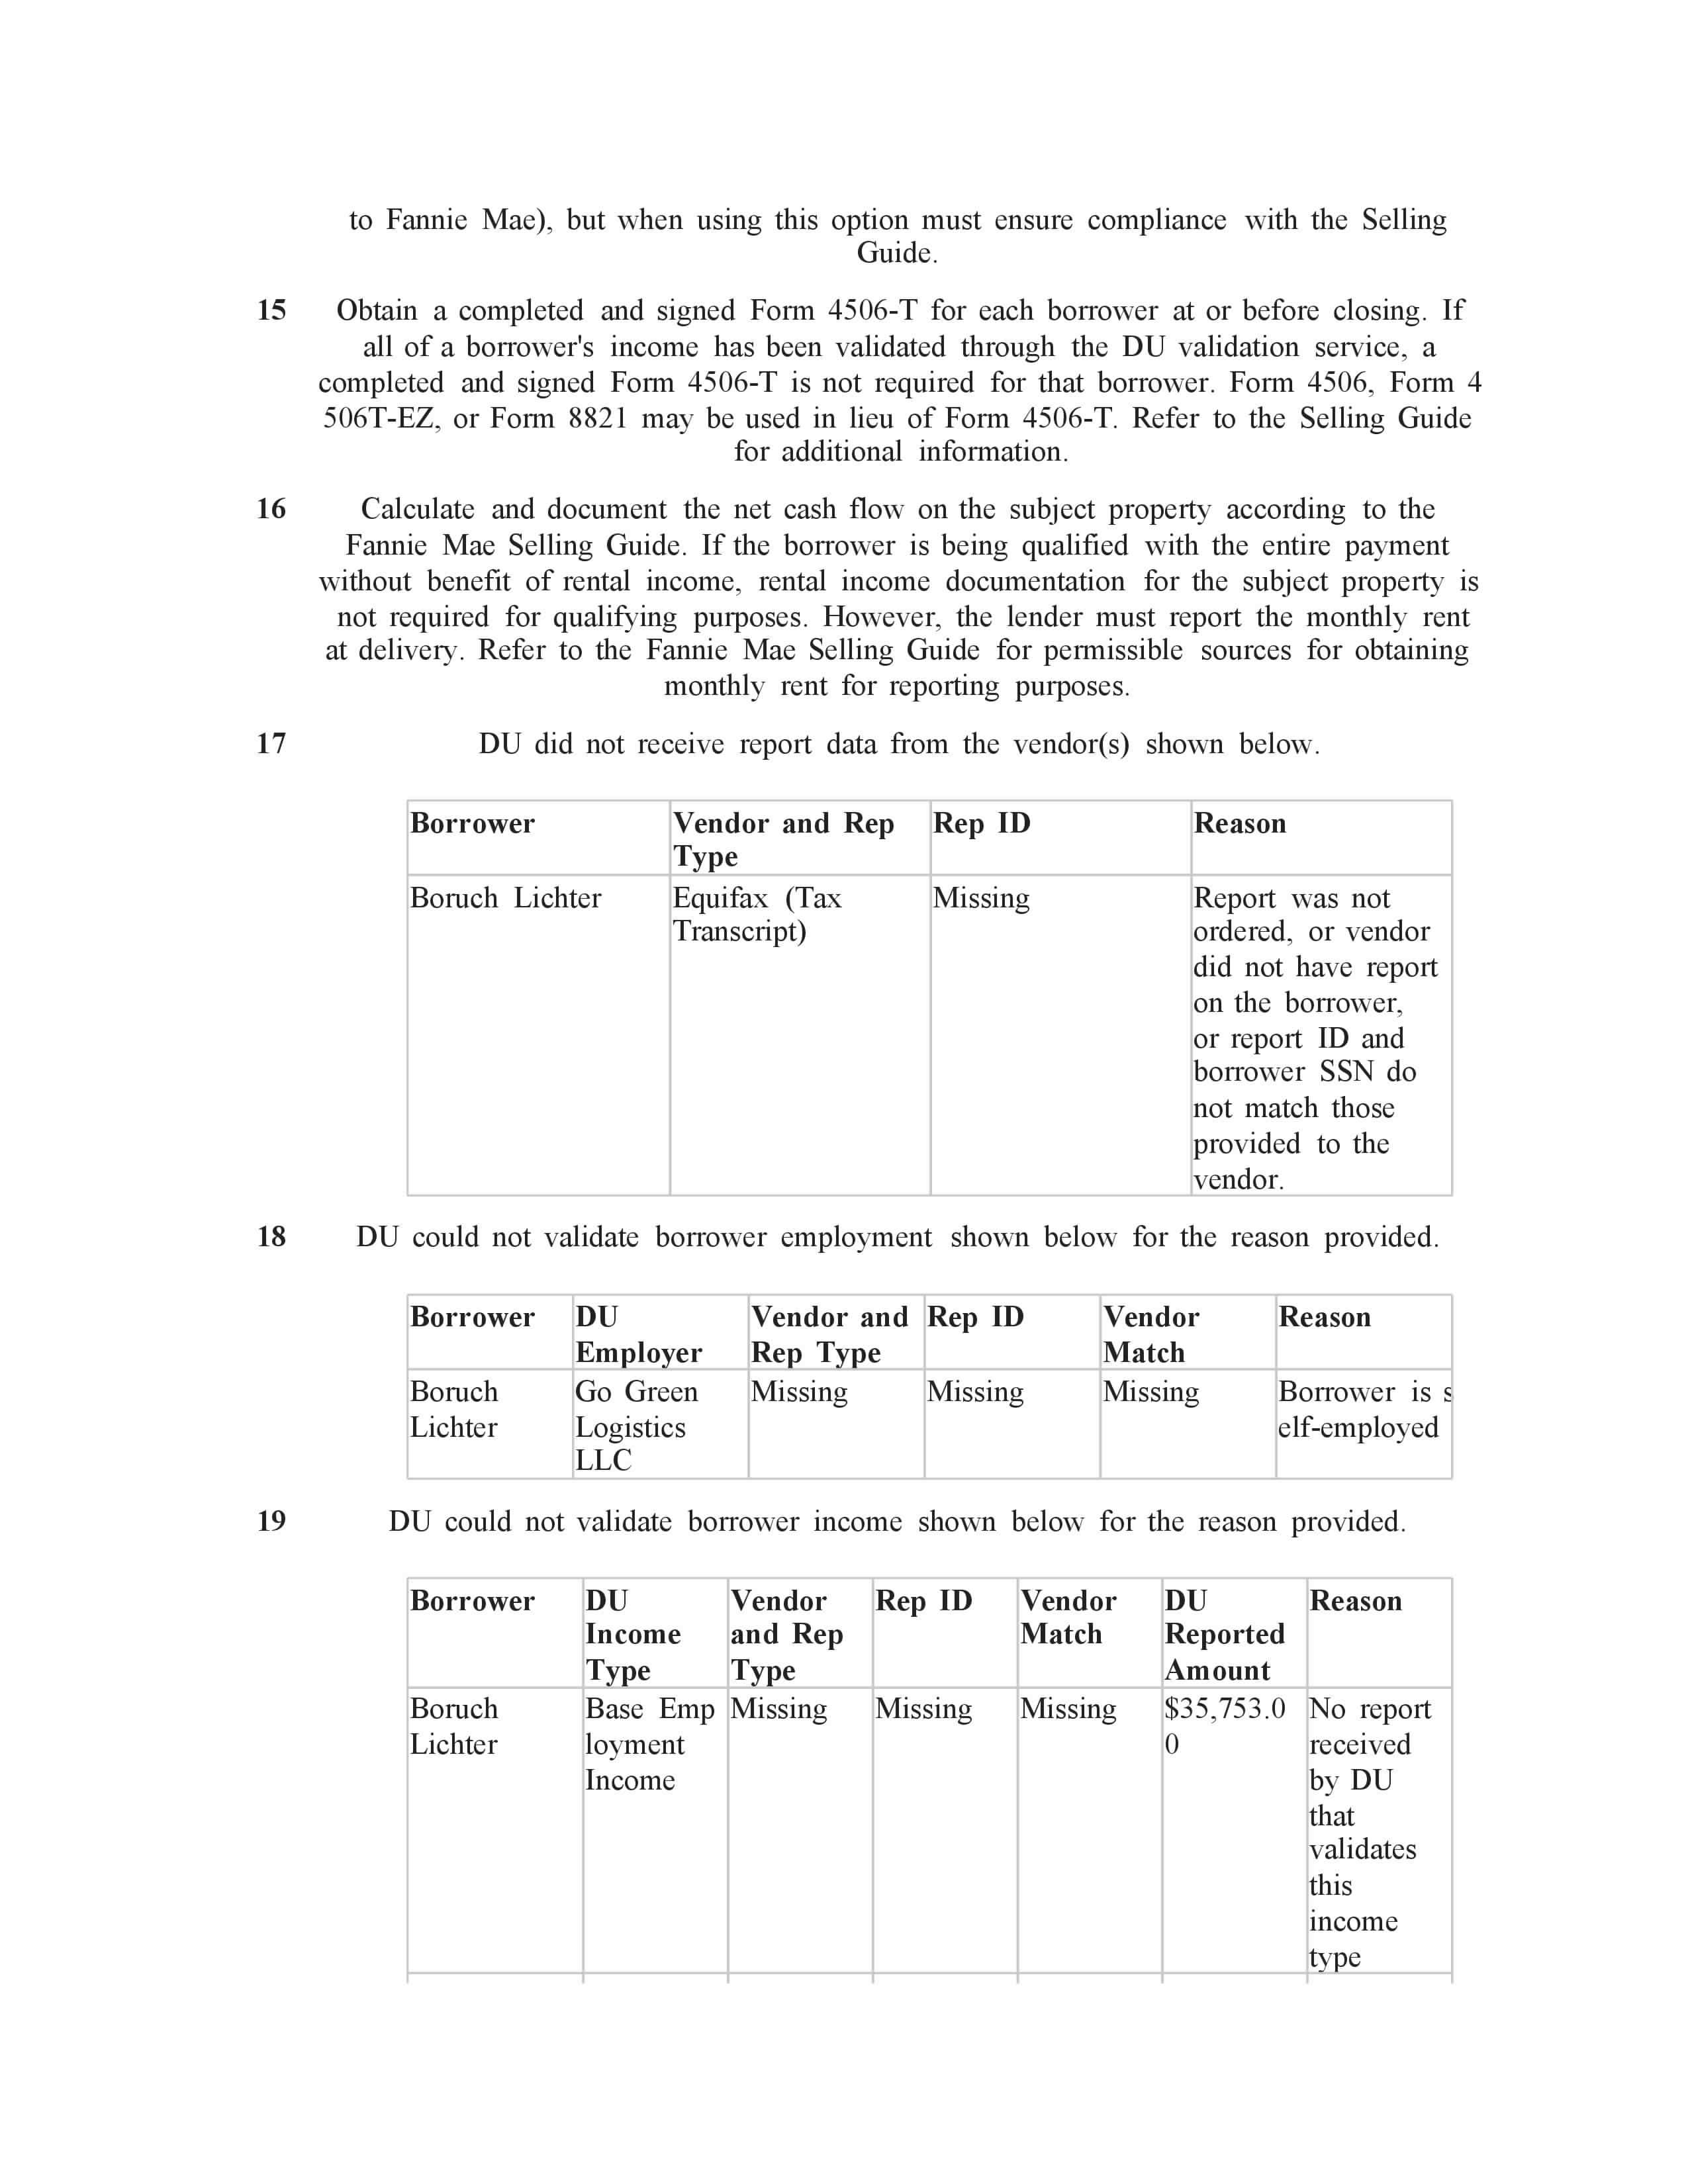 to Fannie Mae), but when using this option must ensure compliance with the Selling
Guide.
15 Obtain a completed and signed Form 4506-T for each borrower at or before closing. If
all of a borrower's income has been validated through the DU validation service, a
completed and signed Form 4506-T is not required for that borrower. Form 4506, Form 4
506T-EZ, or Form 8821 may be used in lieu of Form 4506-T. Refer to the Selling Guide
for additional information.
16 Calculate and document the net cash flow on the subject property according to the
Fannie Mae Selling Guide. If the borrower is being qualified with the entire payment
without benefit of rental income, rental income documentation for the subject property is
not required for qualifying purposes. However, the lender must report the monthly rent
at delivery. Refer to the Fannie Mae Selling Guide for permissible sources for obtaining
monthly rent for reporting purposes.
17 DU did not receive report data from the vendor(s) shown below.
Borrower Vendor and Rep Rep ID Reason
Type
Boruch Lichter Equifax (Tax Missing Report was not
Transcript) ordered, or vendor
did not have report
on the borrower,
or report ID and
borrower SSN do
not match those
provided to the
vendor.
18 DU could not validate borrower employment shown below for the reason provided.
Borrower DU Vendor and Rep ID Vendor Reason
Employer Rep Type Match
Boruch Go Green Missing Missing Missing Borrower is s
Lichter Logistics elf-employed
LLC
19 DU could not validate borrower income shown below for the reason provided.
Borrower DU Vendor Rep ID Vendor DU Reason
Income and Rep Match Reported
Type Type Amount
Boruch Base Emp Missing Missing Missing $35,753.0 No report
Lichter loyment 0 received
Income by DU
that
validates
this
income
type